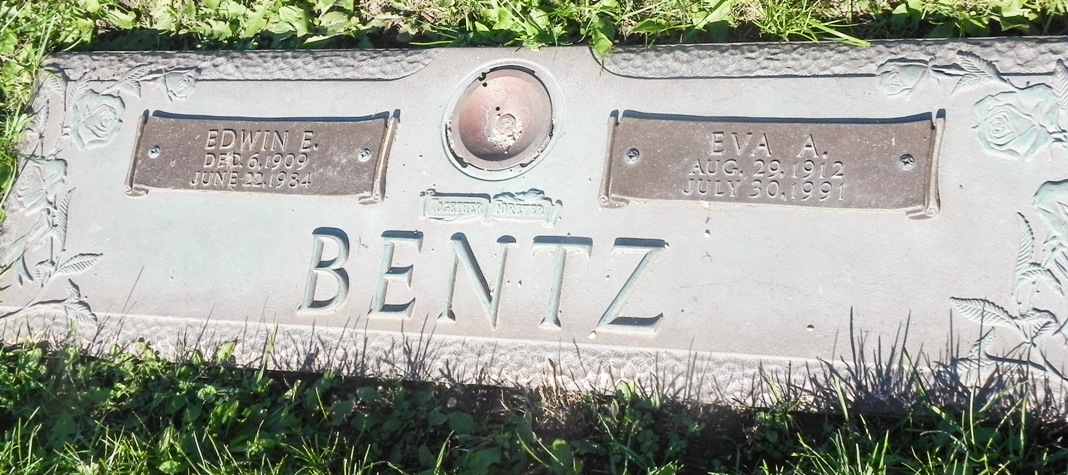 EDWIN E.
DEC. 6. 1909
JUNE 22. 1984
EVA A.
AUG. 29. 1912
JULY 30. 1991
TOGETHER FOREVER
BENTZ